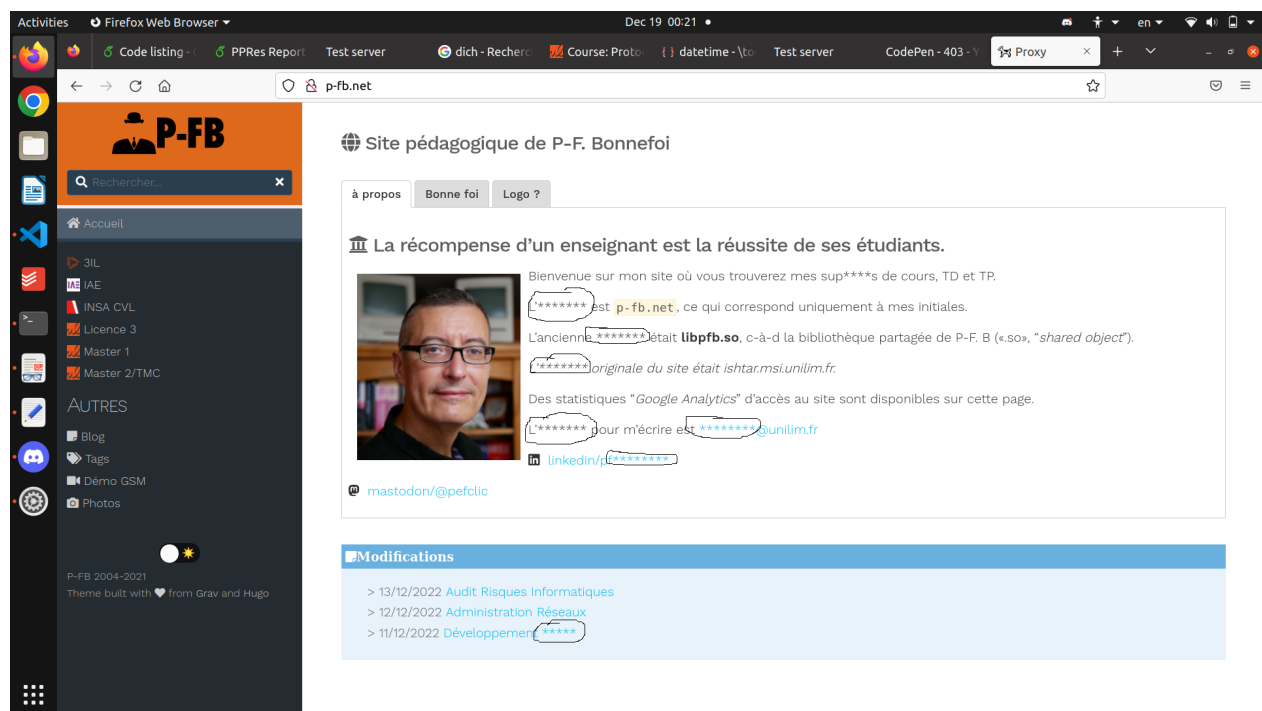 Activities Firefox Web Browser Dec 19 00:21 en
Code listing - PPRes Report Test server dich - Recherc Course: Proto { } datetime - \to Test server CodePen - 403 - Y Proxy
p-fb.net
P-FB
Rechercher...
Accueil
3IL
IAE IAE
INSA CVL
Licence 3
Master 1
Master 2/TMC
AUTRES
Blog
Tags
Démo GSM
Photos
P-FB 2004-2021
Theme built with from Grav and Hugo
Site pédagogique de P-F. Bonnefoi
à propos Bonne foi Logo ?
La récompense d'un enseignant est la réussite de ses étudiants.
Bienvenue sur mon site où vous trouverez mes sup****s de cours, TD et TP.
L'******* est p-fb.net, ce qui correspond uniquement à mes initiales.
L'ancienne ******* était libpfb.so, c-à-d la bibliothèque partagée de P-F. B («.so», “shared object”).
L'******* originale du site était ishtar.msi.unilim.fr.
Des statistiques “Google Analytics” d'accès au site sont disponibles sur cette page.
L'******* pour m'écrire est ********@unilim.fr
linkedin/pf********
mastodon/@pefclic
Modifications
> 13/12/2022 Audit Risques Informatiques
> 12/12/2022 Administration Réseaux
> 11/12/2022 Développement *****